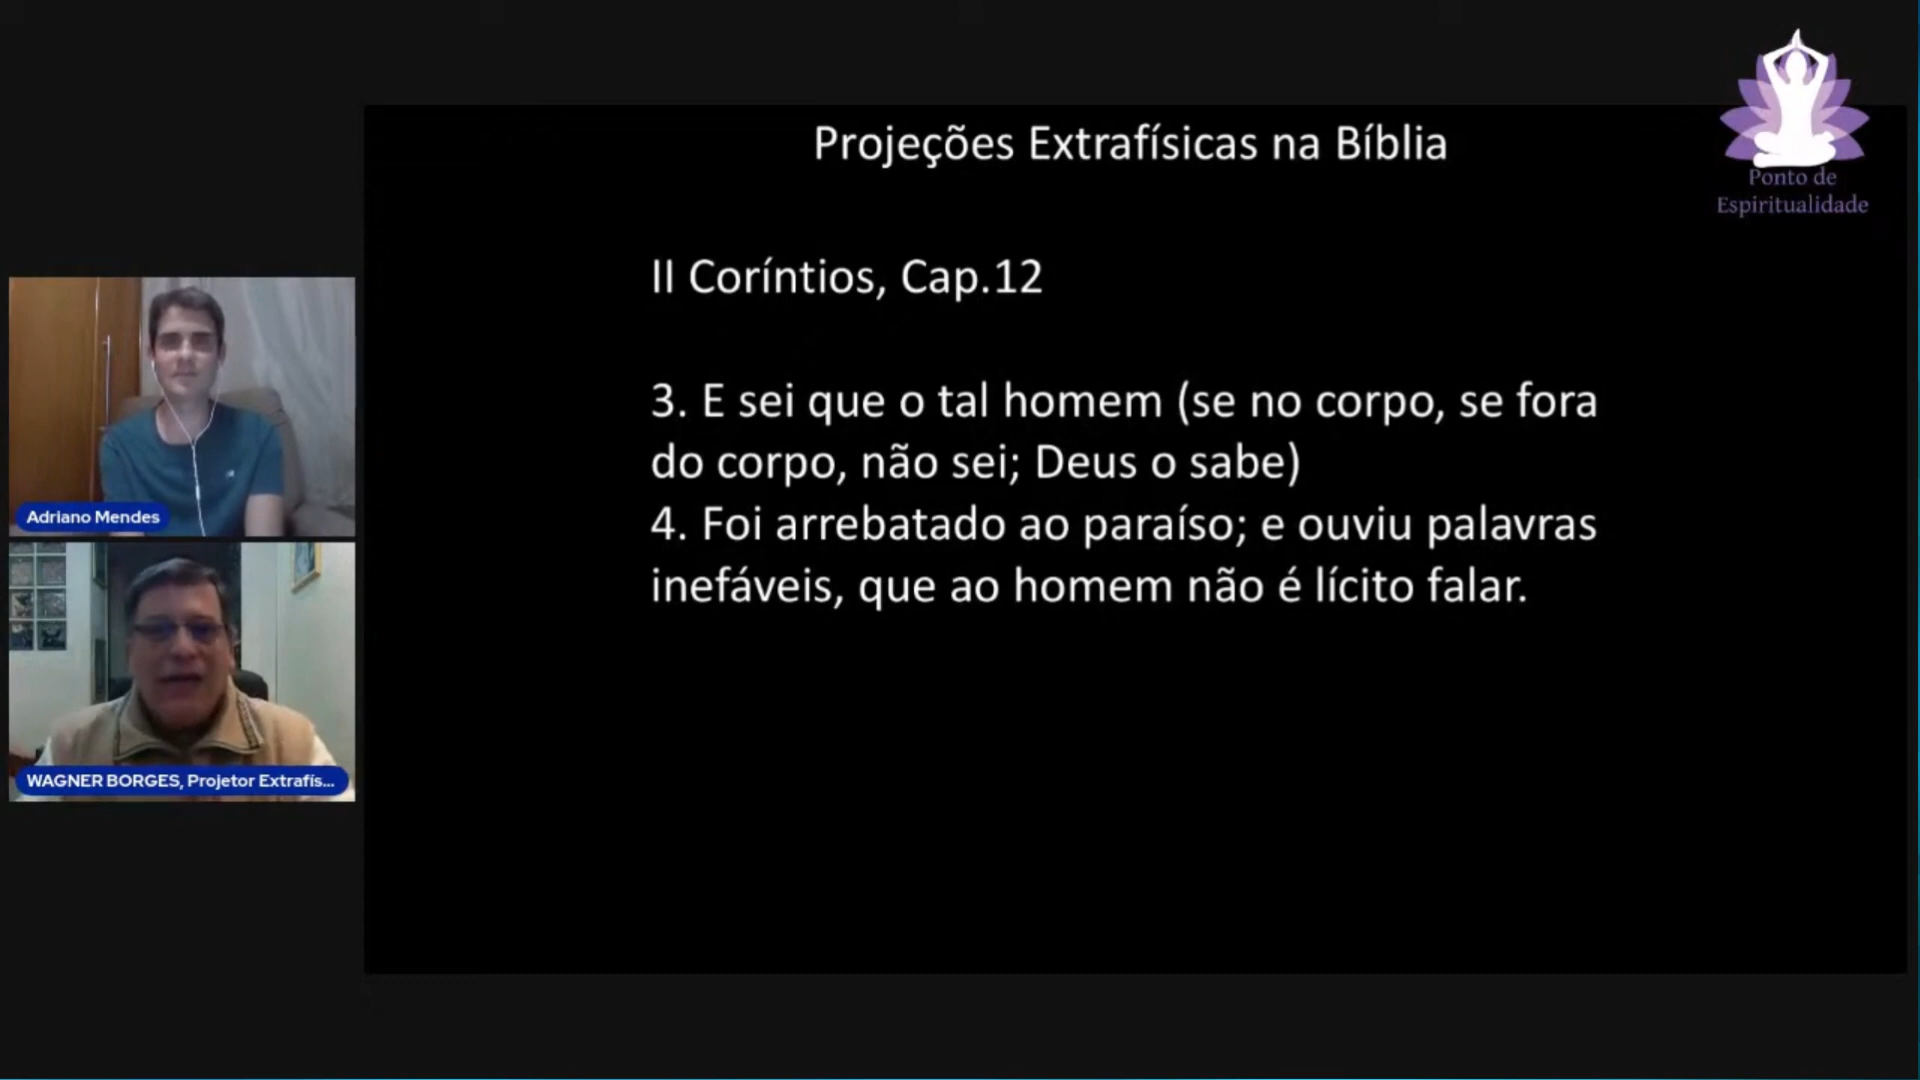 Projeções Extrafísicas na Bíblia
Ponto de
Espiritualidade
II Coríntios, Cap.12
3. E sei que o tal homem (se no corpo, se fora
do corpo, não sei; Deus o sabe)
4. Foi arrebatado ao paraíso; e ouviu palavras
inefáveis, que ao homem não é lícito falar.
Adriano Mendes
WAGNER BORGES, Projetor Extrafís...